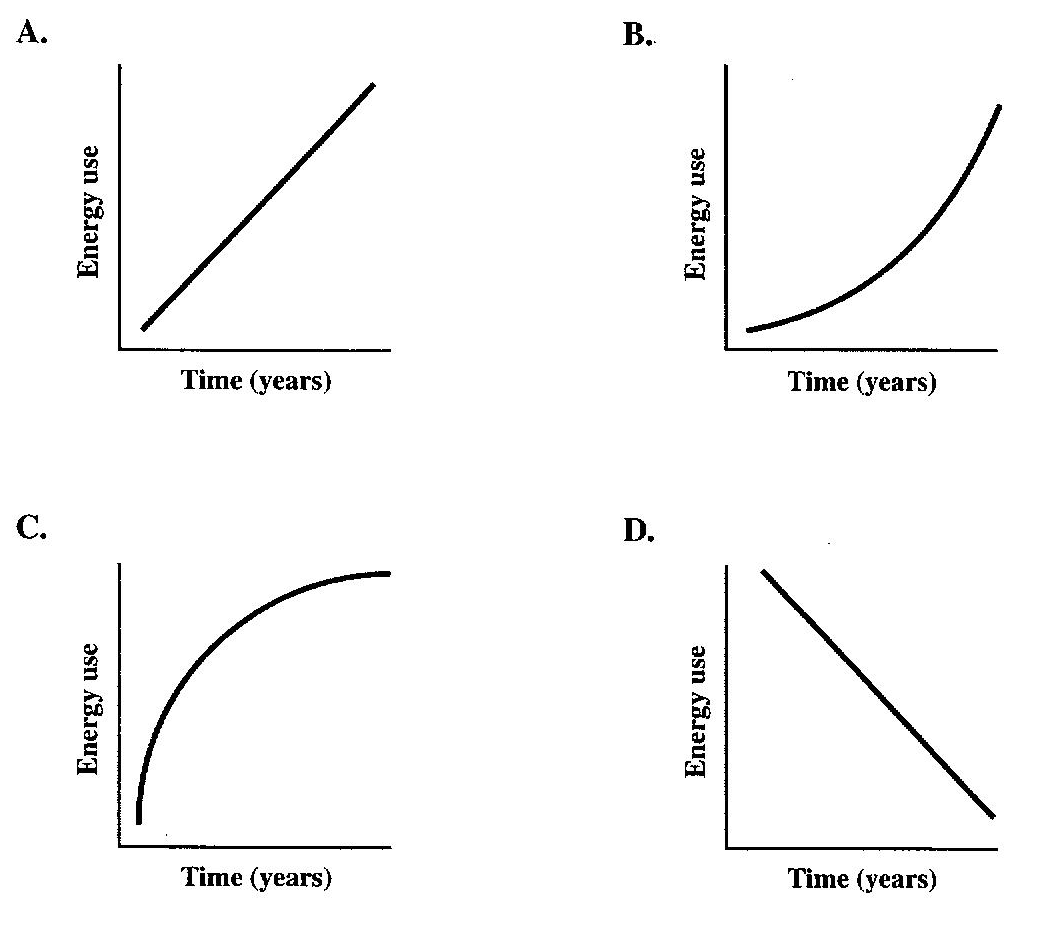 A.
Energy use
Time (years)
B.
Energy use
Time (years)
C.
Energy use
Time (years)
D.
Energy use
Time (years)